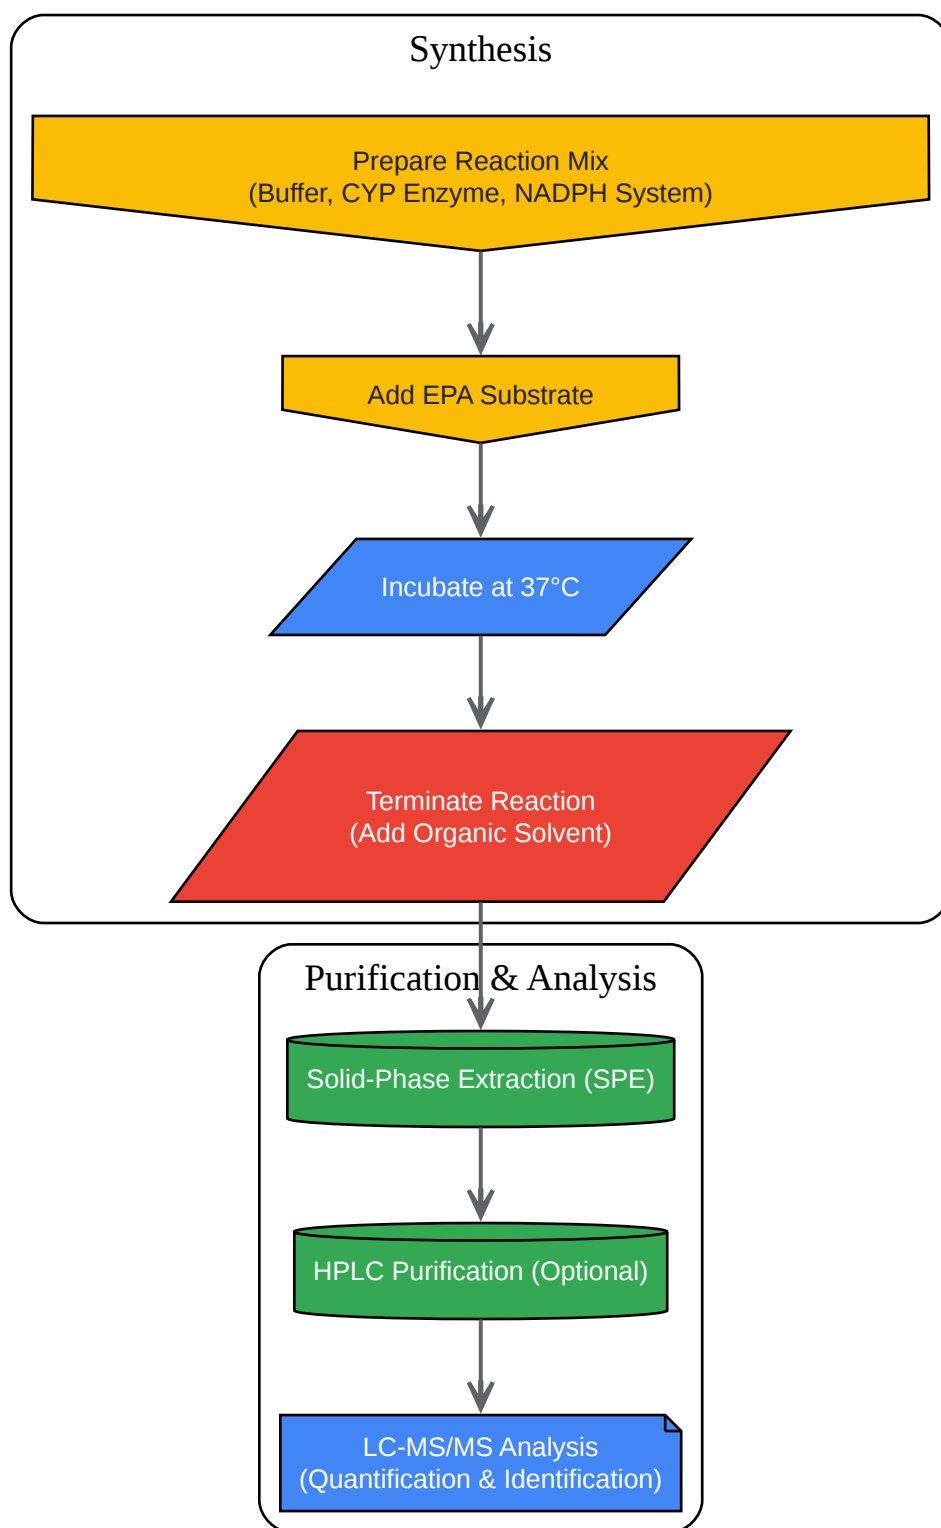 Synthesis
Prepare Reaction Mix
(Buffer, CYP Enzyme, NADPH System)
Add EPA Substrate
Incubate at 37°C
Terminate Reaction
(Add Organic Solvent)
Purification & Analysis
Solid-Phase Extraction (SPE)
HPLC Purification (Optional)
LC-MS/MS Analysis
(Quantification & Identification)